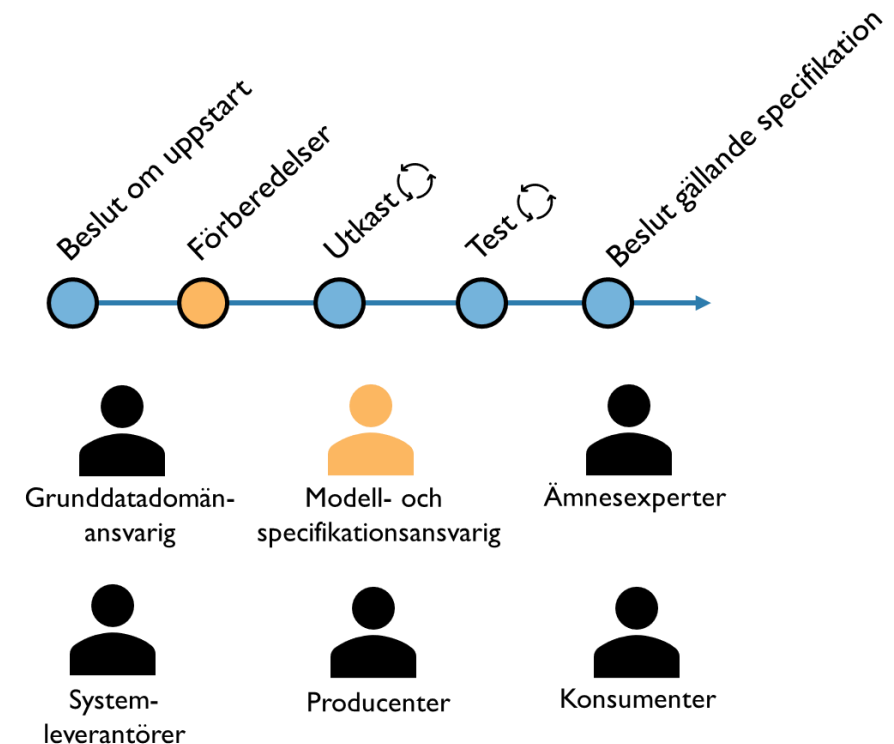 Beslut om uppstart
Förberedelser
Utkast
Test
Beslut gällande specifikation
Grunddatadomän-
ansvarig
Modell- och
specifikationsansvarig
Ämnesexperter
System-
leverantörer
Producenter
Konsumenter